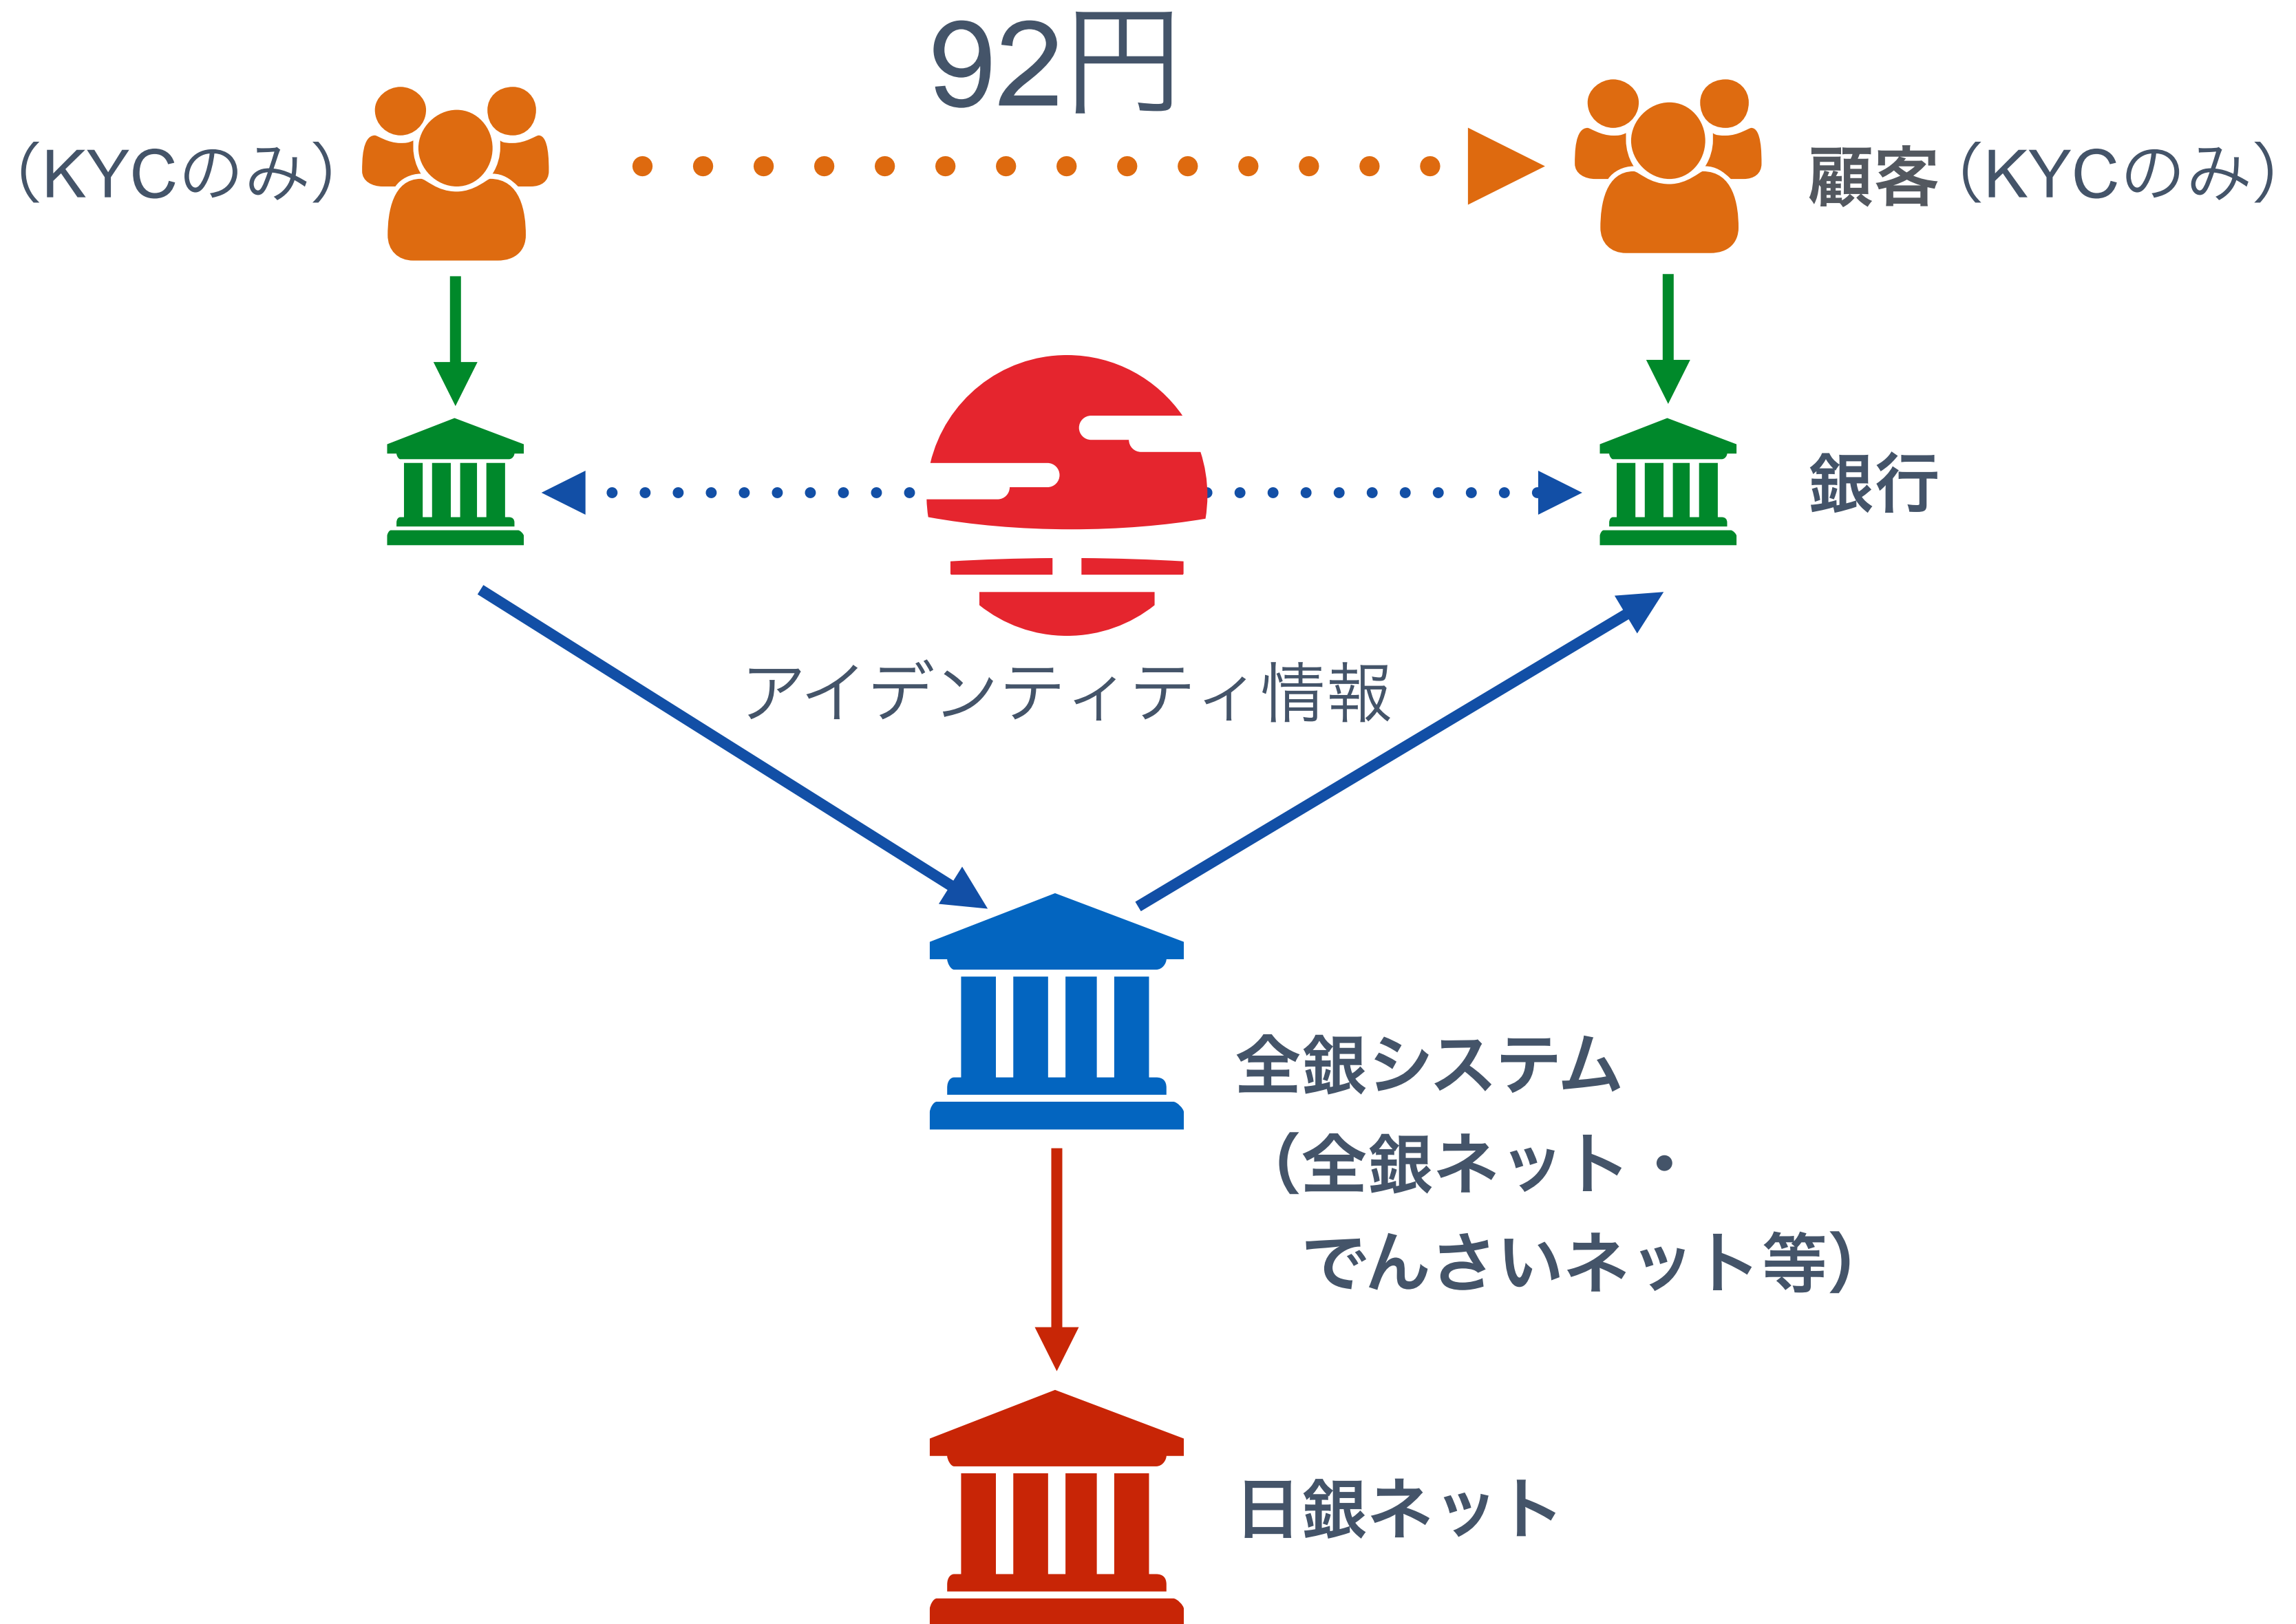 92円
（KYCのみ）
顧客（KYCのみ）
銀行
アイデンティティ情報
全銀システム
（全銀ネット・
でんさいネット等）
日銀ネット